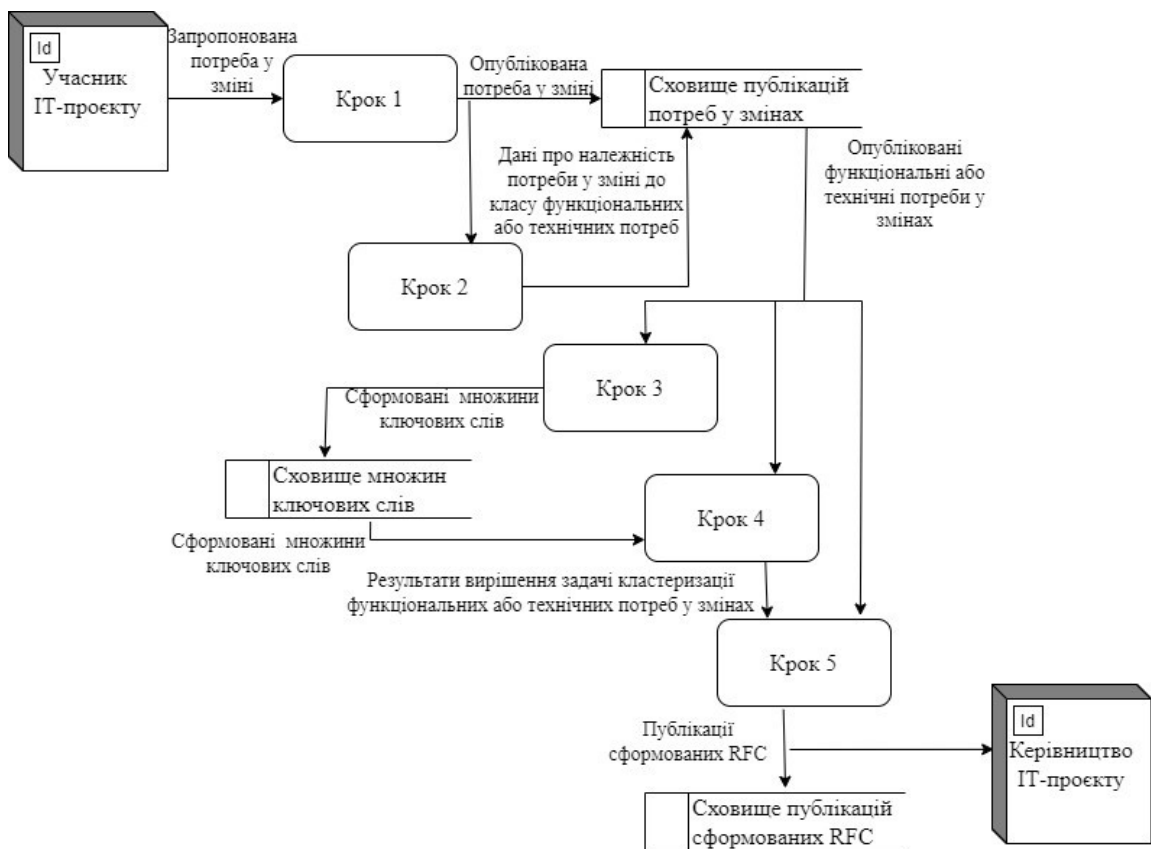 Id
Учасник
ІТ-проєкту
Запропонована
потреба у
зміні
Крок 1
Опублікована
потреба у зміні
Сховище публікацій
потреб у змінах
Дані про належність
потреби у зміні до
класу функціональних
або технічних потреб
Опубліковані
функціональні або
технічні потреби у
змінах
Крок 2
Крок 3
Сформовані множини
ключових слів
Сховище множин
ключових слів
Крок 4
Сформовані множини
ключових слів
Результати вирішення задачі кластеризації
функціональних або технічних потреб у змінах
Крок 5
Id
Керівництво
ІТ-проєкту
Публікації
сформованих RFC
Сховище публікацій
сформованих RFC